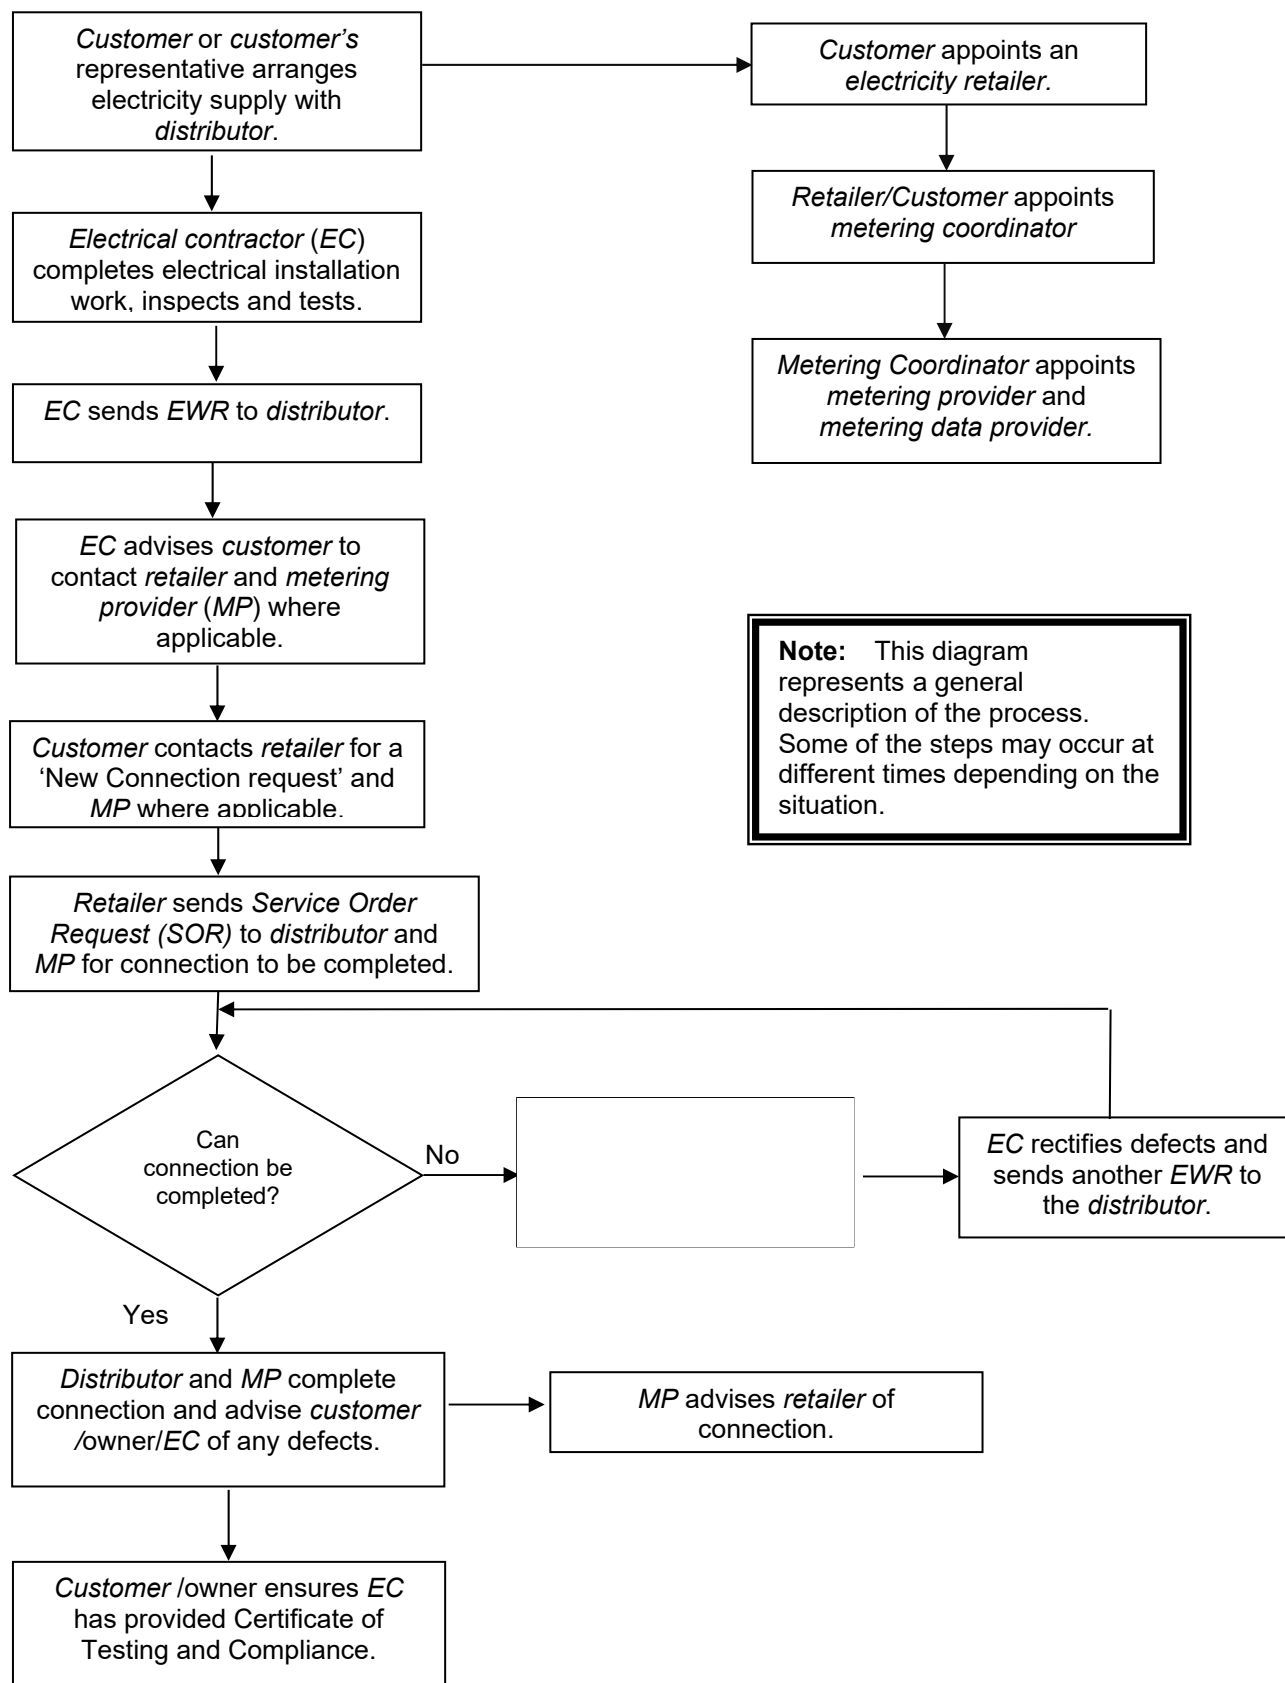 Customer or customer's
representative arranges
electricity supply with
distributor.
Customer appoints an
electricity retailer.
Retailer/Customer appoints
metering coordinator
Metering Coordinator appoints
metering provider and
metering data provider.
Electrical contractor (EC)
completes electrical installation
work, inspects and tests.
EC sends EWR to distributor.
EC advises customer to
contact retailer and metering
provider (MP) where
applicable.
Customer contacts retailer for a
‘New Connection request’ and
MP where applicable.
Note: This diagram
represents a general
description of the process.
Some of the steps may occur at
different times depending on the
situation.
Retailer sends Service Order
Request (SOR) to distributor and
MP for connection to be completed.
Can
connection be
completed?
No
EC rectifies defects and
sends another EWR to
the distributor.
Yes
Distributor and MP complete
connection and advise customer
/owner/EC of any defects.
MP advises retailer of
connection.
Customer /owner ensures EC
has provided Certificate of
Testing and Compliance.